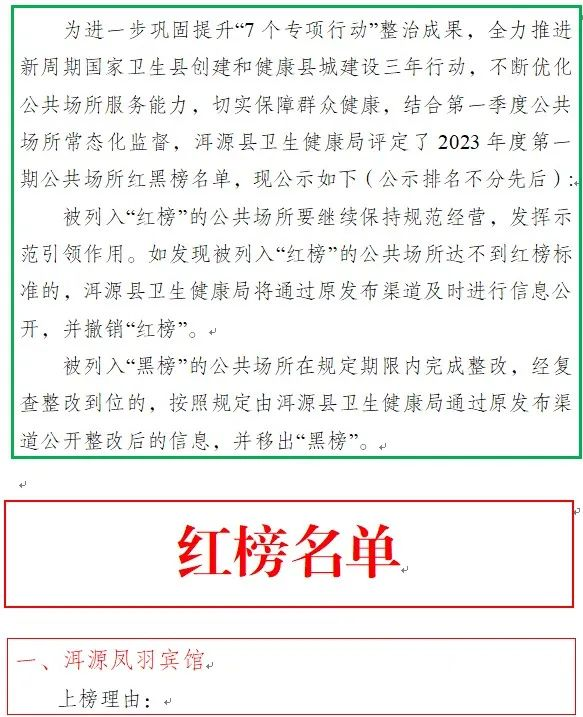 为进一步巩固提升“7个专项行动”整治成果，全力推进
新周期国家卫生县创建和健康县城建设三年行动，不断优化
公共场所服务能力，切实保障群众健康，结合第一季度公共
场所常态化监督，洱源县卫生健康局评定了2023年度第一
期公共场所红黑榜名单，现公示如下（公示排名不分先后）：
被列入“红榜”的公共场所要继续保持规范经营，发挥示
范引领作用。如发现被列入“红榜”的公共场所达不到红榜标
准的，洱源县卫生健康局将通过原发布渠道及时进行信息公
开，并撤销“红榜”。
被列入“黑榜”的公共场所在规定期限内完成整改，经复
查整改到位的，按照规定由洱源县卫生健康局通过原发布渠
道公开整改后的信息，并移出“黑榜”。
红榜名单
一、洱源凤羽宾馆
上榜理由：